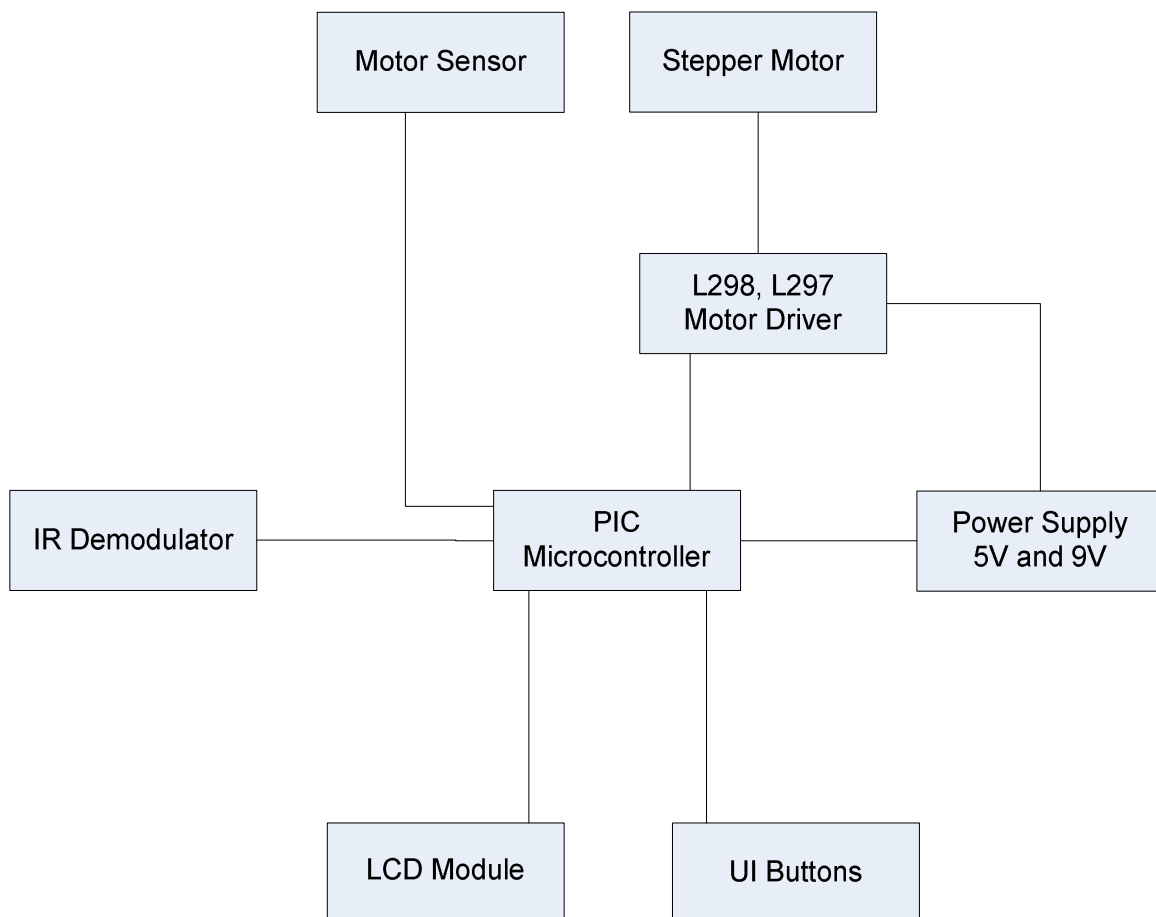 Motor Sensor
Stepper Motor
L298, L297
Motor Driver
IR Demodulator
PIC
Microcontroller
Power Supply
5V and 9V
LCD Module
UI Buttons